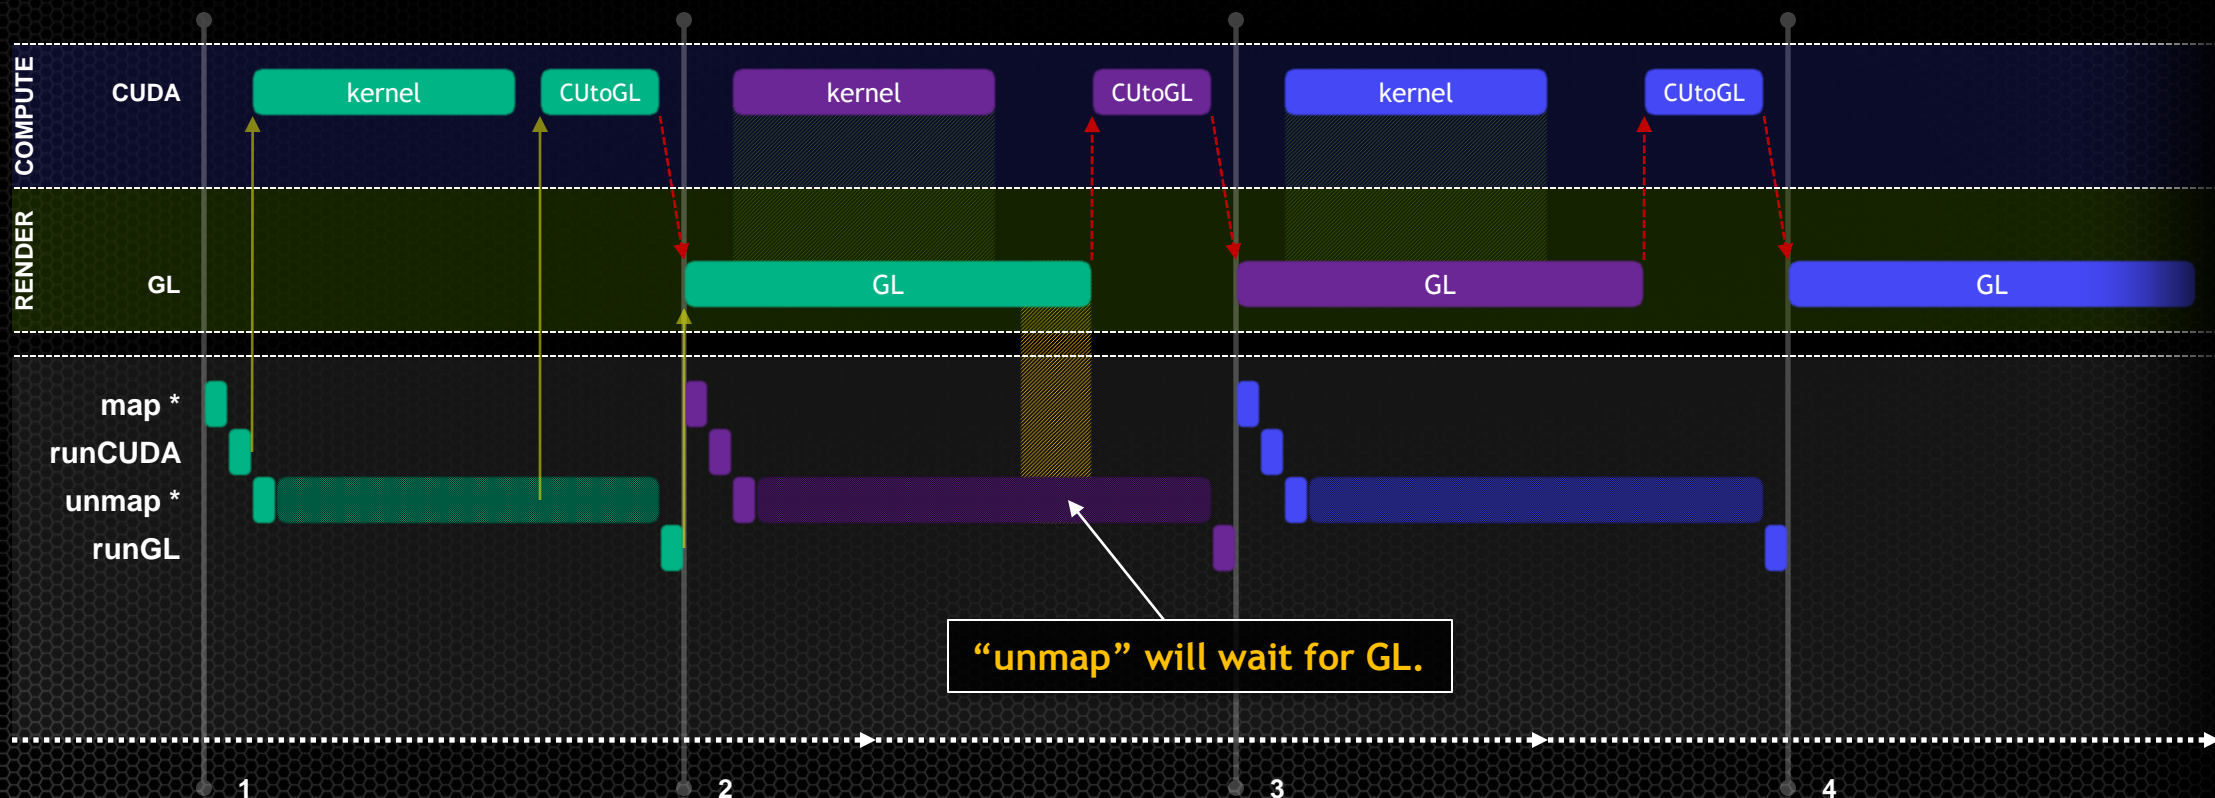 COMPUTE
CUDA
kernel
CUtoGL
kernel
CUtoGL
kernel
CUtoGL
RENDER
GL
GL
GL
GL
map *
runCUDA
unmap *
runGL
“unmap” will wait for GL.
1
2
3
4